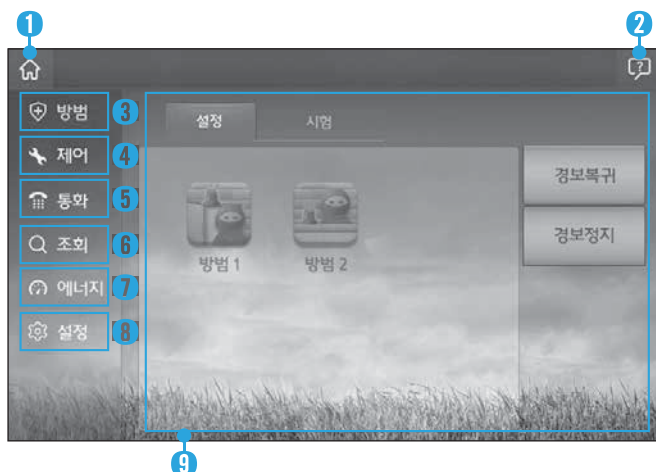 1
2
방범 3
설정
시험
제어 4
경보복귀
통화 5
경보정지
조회 6
방범 1
방범 2
에너지 7
설정 8
9